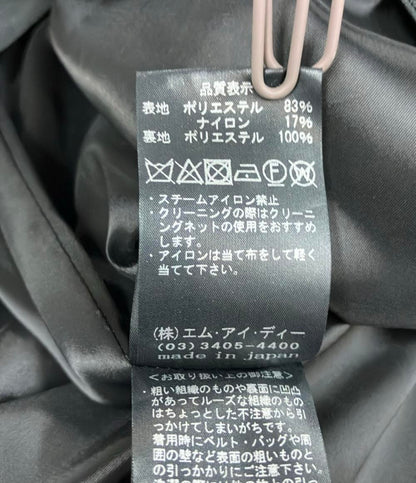 品質表示
表地 ポリエステル 83%
ナイロン 17%
裏地 ポリエステル 100%
・スチームアイロン禁止
・クリーニングの際はクリーニ
ングネットの使用をおすすめ
します。
・アイロンは当て布をして軽く
当てて下さい。
(株)エム・アイ・ディー
(03)3405-4400
made in japan
<お取り扱い上の御注意>
・粗い組織のものや裏面に凹凸
があってルーズな組織のもの
はちょっとした不注意から引
っかけてしまいがちです。
着用時にベルト・バッグや周
囲の壁など表面の粗いものと
の引っかかりにご注意下さい